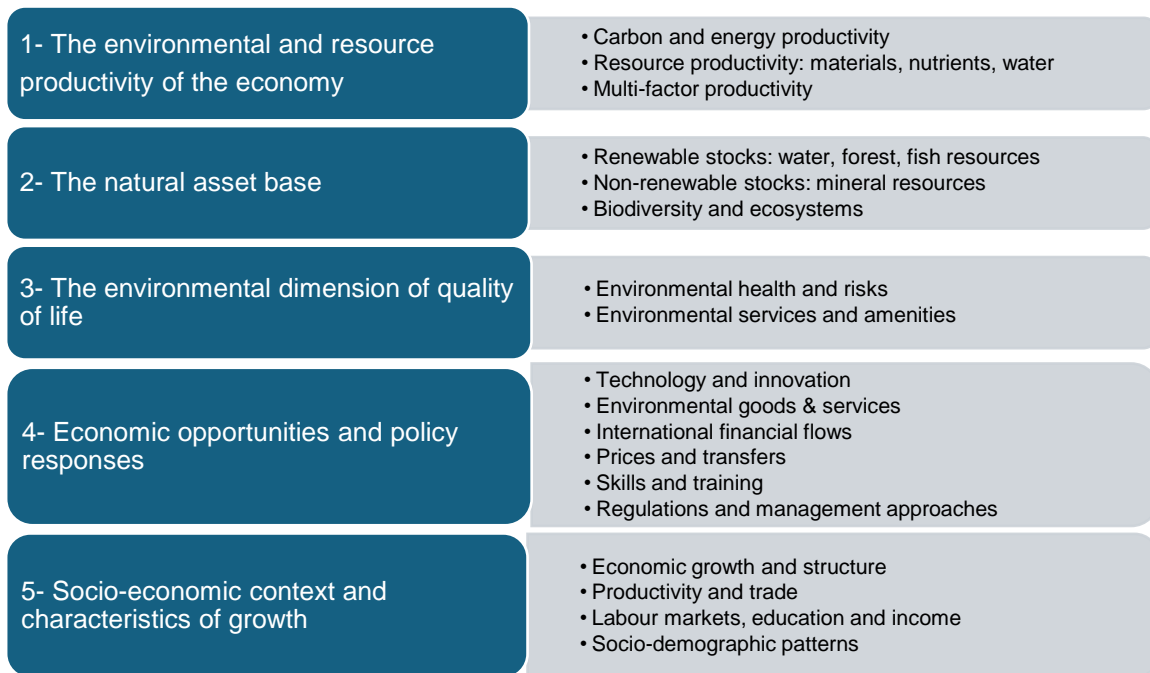 1- The environmental and resource
productivity of the economy
• Carbon and energy productivity
• Resource productivity: materials, nutrients, water
• Multi-factor productivity
2- The natural asset base
• Renewable stocks: water, forest, fish resources
• Non-renewable stocks: mineral resources
• Biodiversity and ecosystems
3- The environmental dimension of quality
of life
• Environmental health and risks
• Environmental services and amenities
4- Economic opportunities and policy
responses
• Technology and innovation
• Environmental goods & services
• International financial flows
• Prices and transfers
• Skills and training
• Regulations and management approaches
5- Socio-economic context and
characteristics of growth
• Economic growth and structure
• Productivity and trade
• Labour markets, education and income
• Socio-demographic patterns